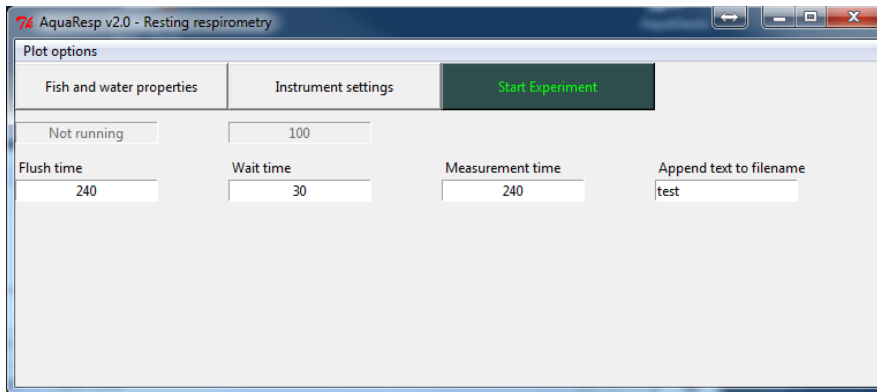 AquaResp v2.0 - Resting respirometry
Plot options
Fish and water properties Instrument settings Start Experiment
Not running 100
Flush time Wait time Measurement time Append text to filename
240 30 240 test